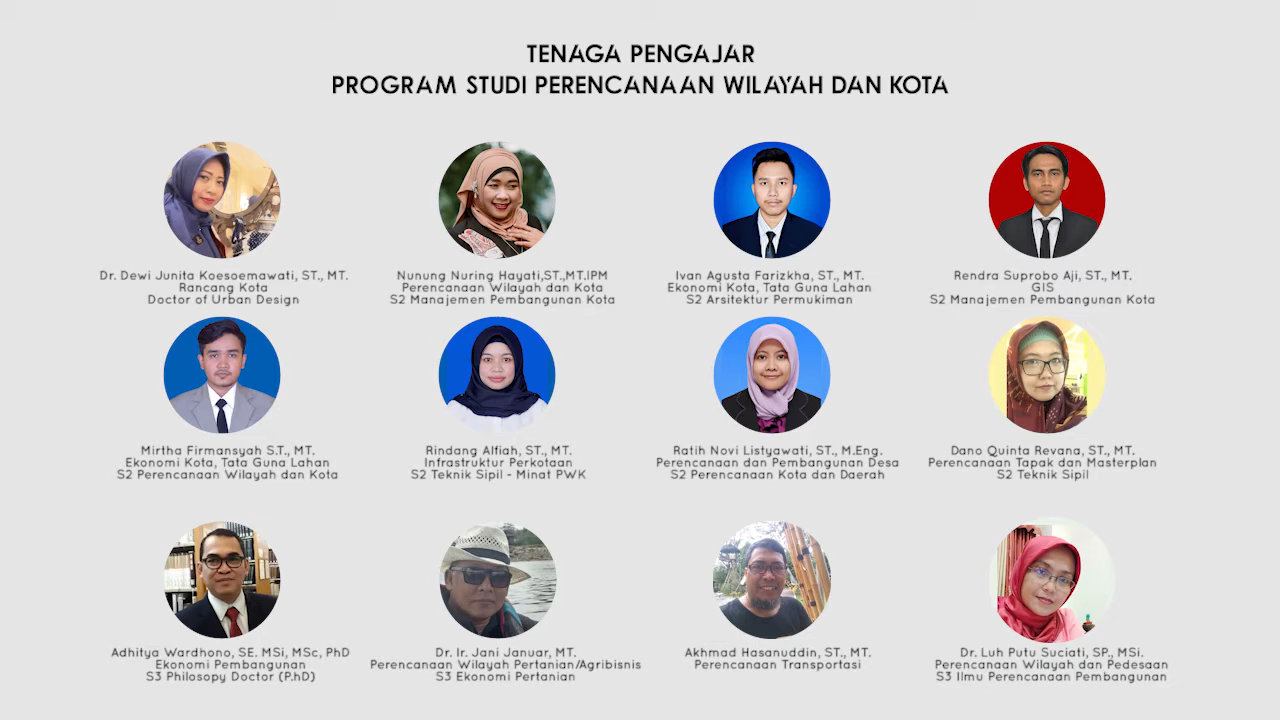 TENAGA PENGAJAR
PROGRAM STUDI PERENCANAAN WILAYAH DAN KOTA
Dr. Dewi Junita Koesoemawati, ST., MT.
Rancang Kota
Doctor of Urban Design
Nunung Nuring Hayati,ST.,MT.IPM
Perencanaan Wilayah dan Kota
S2 Manajemen Pembangunan Kota
Ivan Agusta Farizkha, ST., MT.
Ekonomi Kota, Tata Guna Lahan
S2 Arsitektur Permukiman
Rendra Suprobo Aji, ST., MT.
GIS
S2 Manajemen Pembangunan Kota
Mirtha Firmansyah S.T., MT.
Ekonomi Kota, Tata Guna Lahan
S2 Perencanaan Wilayah dan Kota
Rindang Alfiah, ST., MT.
Infrastruktur Perkotaan
S2 Teknik Sipil - Minat PWK
Ratih Novi Listyawati, ST., M.Eng.
Perencanaan dan Pembangunan Desa
S2 Perencanaan Kota dan Daerah
Dano Quinta Revana, ST., MT.
Perencanaan Tapak dan Masterplan
S2 Teknik Sipil
Adhitya Wardhono, SE. MSi, MSc, PhD
Ekonomi Pembangunan
S3 Philosopy Doctor (P.hD)
Dr. Ir. Jani Januar, MT.
Perencanaan Wilayah Pertanian/Agribisnis
S3 Ekonomi Pertanian
Akhmad Hasanuddin, ST., MT.
Perencanaan Transportasi
Dr. Luh Putu Suciati, SP., MSi.
Perencanaan Wilayah dan Pedesaan
S3 Ilmu Perencanaan Pembangunan